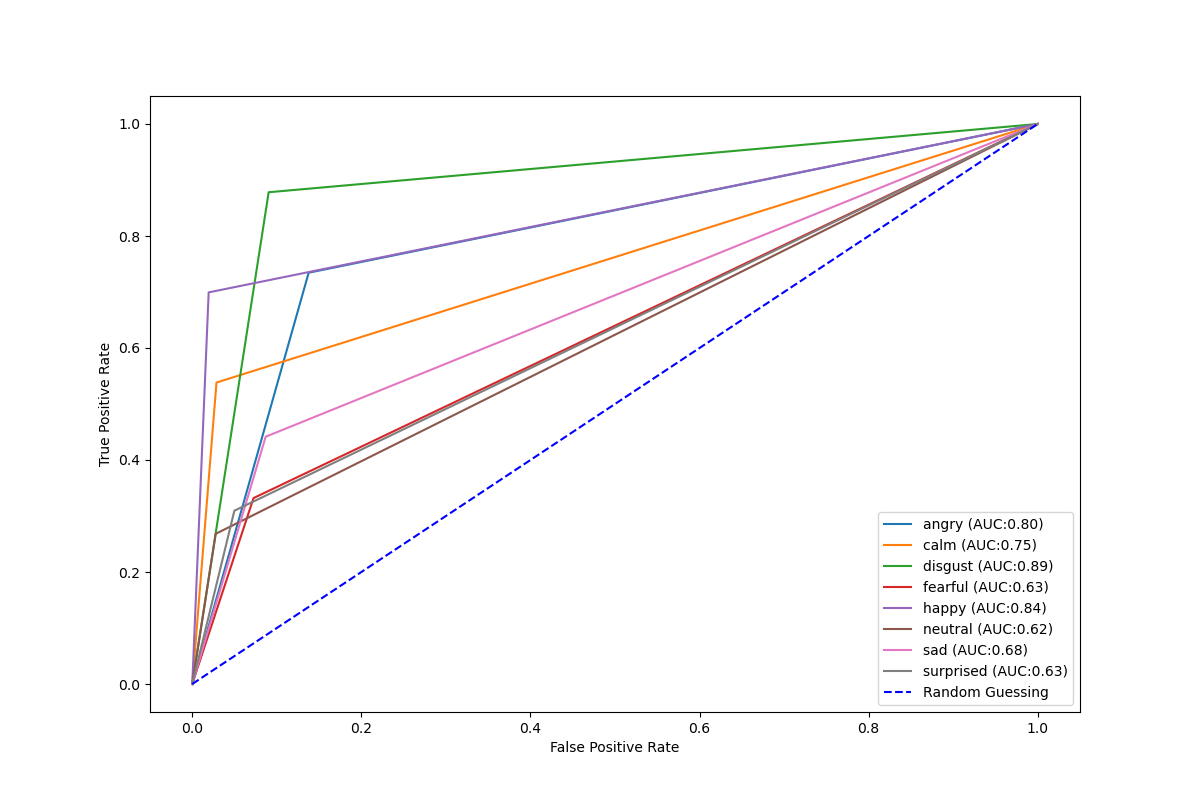 1.0
0.8
0.6
0.4
0.2
0.0
True Positive Rate
angry (AUC:0.80)
calm (AUC:0.75)
disgust (AUC:0.89)
fearful (AUC:0.63)
happy (AUC:0.84)
neutral (AUC:0.62)
sad (AUC:0.68)
surprised (AUC:0.63)
Random Guessing
0.0 0.2 0.4 0.6 0.8 1.0
False Positive Rate